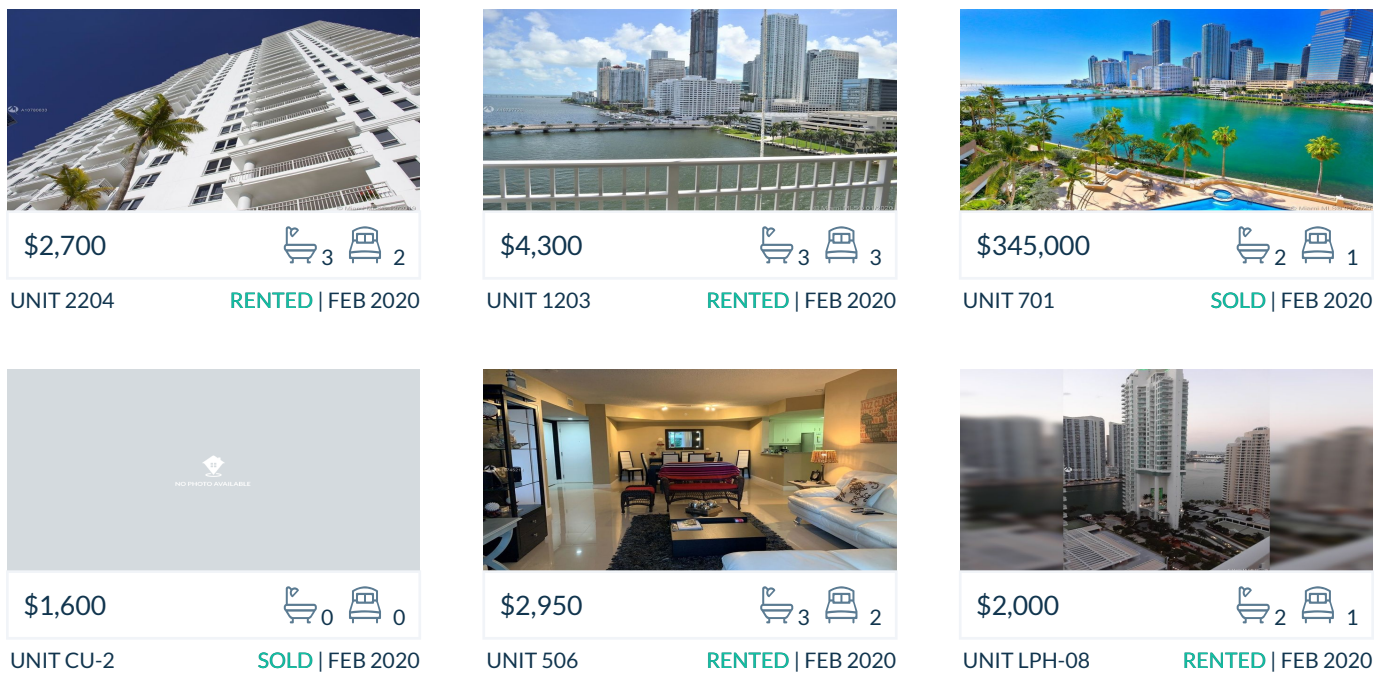 $2,700 3 2
UNIT 2204 RENTED | FEB 2020
$4,300 3 3
UNIT 1203 RENTED | FEB 2020
$345,000 2 1
UNIT 701 SOLD | FEB 2020
NO PHOTO AVAILABLE
$1,600 0 0
UNIT CU-2 SOLD | FEB 2020
$2,950 3 2
UNIT 506 RENTED | FEB 2020
$2,000 2 1
UNIT LPH-08 RENTED | FEB 2020